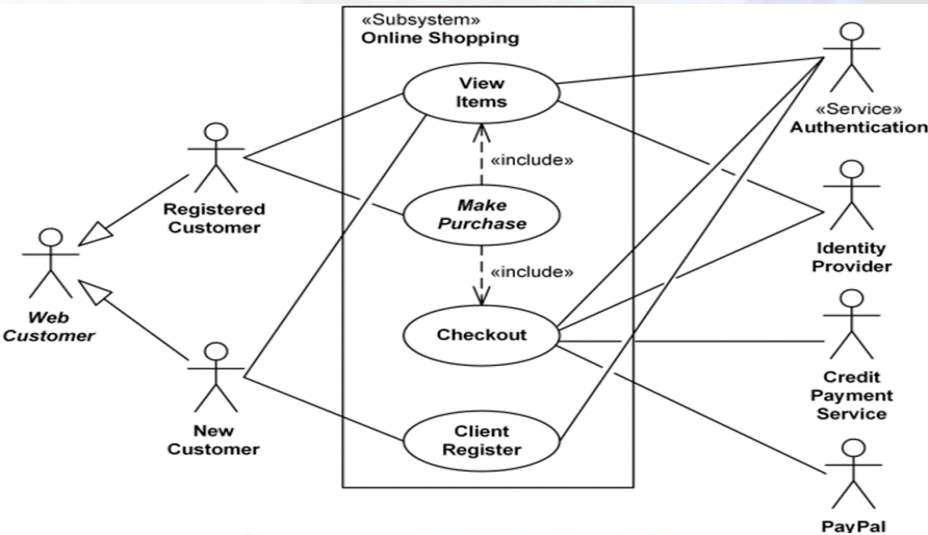 «Subsystem»
Online Shopping
View
Items
«include»
Make
Purchase
«include»
Checkout
Client
Register
Registered
Customer
Web
Customer
New
Customer
«Service»
Authentication
Identity
Provider
Credit
Payment
Service
PayPal